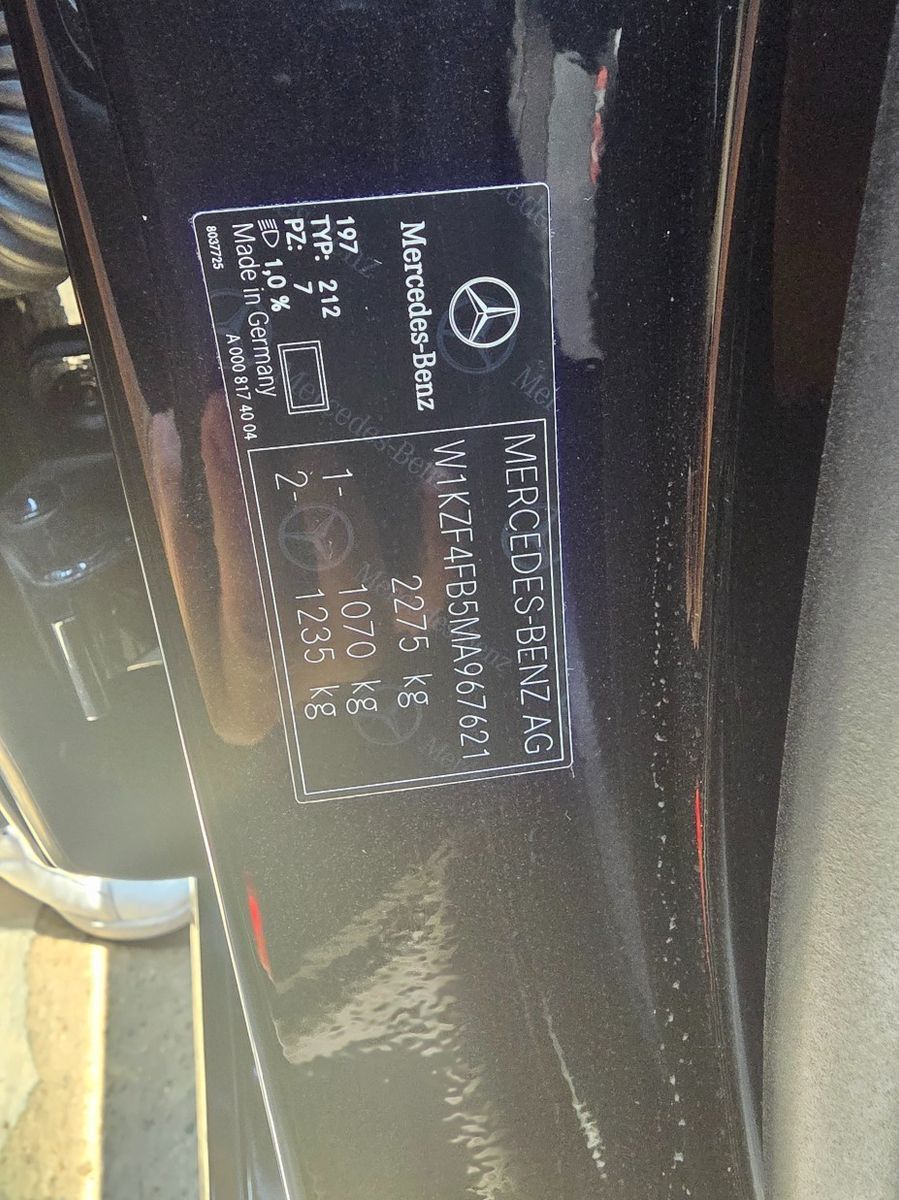 Mercedes-Benz
197
TYP: 212
PZ: 7
1,0 %
Made in Germany
8037725
A 000 817 40 04
MERCEDES-BENZ AG
W1KZF4FB5MA967621
2275 kg
1- 1070 kg
2- 1235 kg